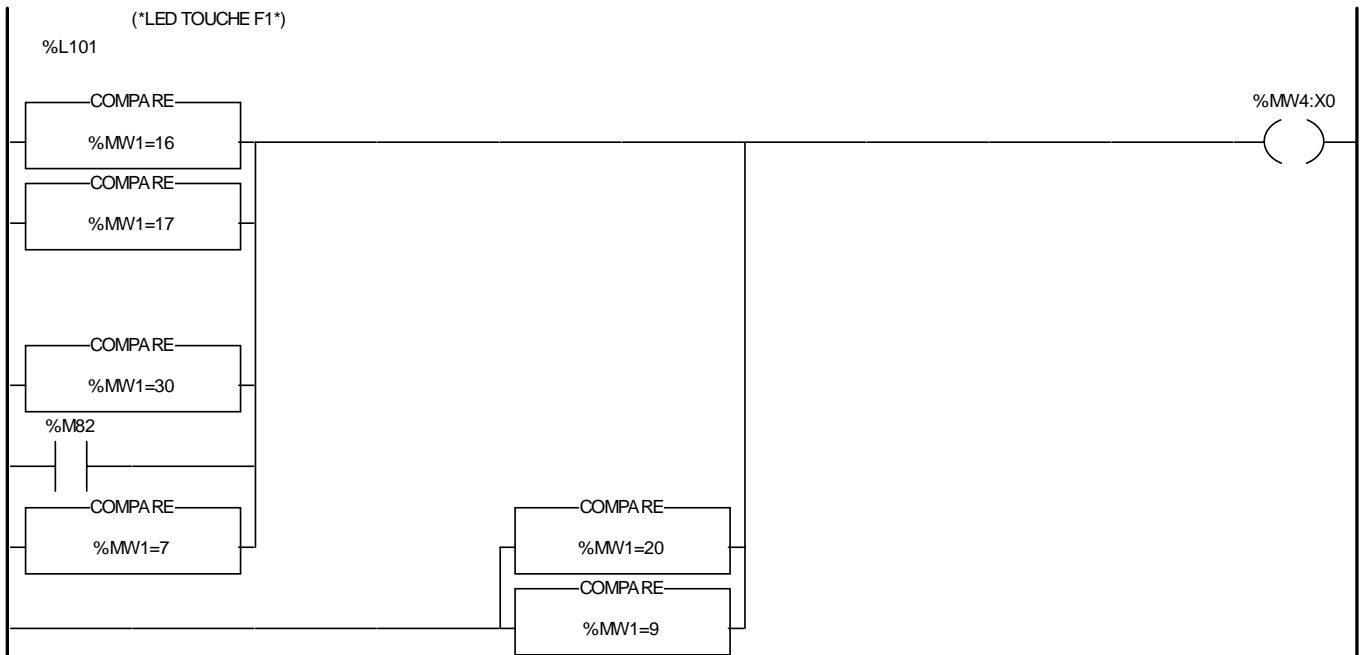 (*LED TOUCHE F1*)
%L101
COMPARE
%MW4:X0
%MW1=16
COMPARE
%MW1=17
COMPARE
%MW1=30
%M82
COMPARE
COMPARE
%MW1=7
%MW1=20
COMPARE
%MW1=9